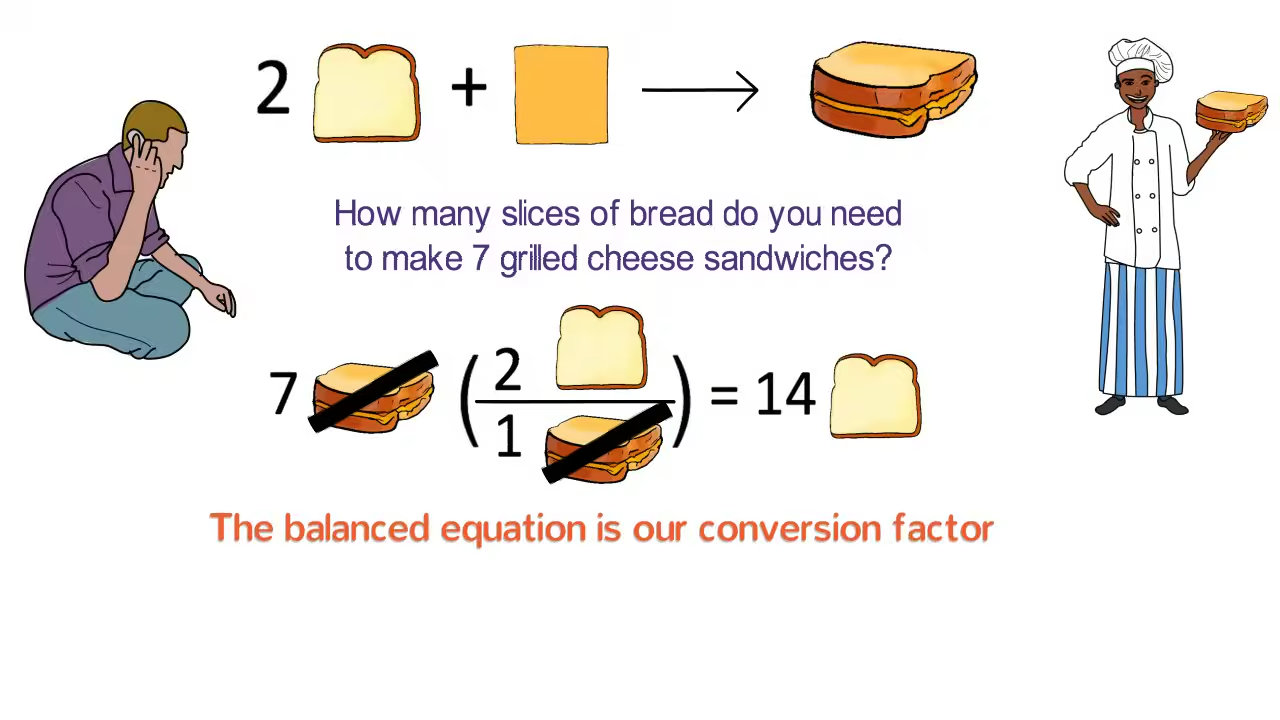 2 + →
How many slices of bread do you need
to make 7 grilled cheese sandwiches?
7 ( 2 / 1 ) = 14
The balanced equation is our conversion factor